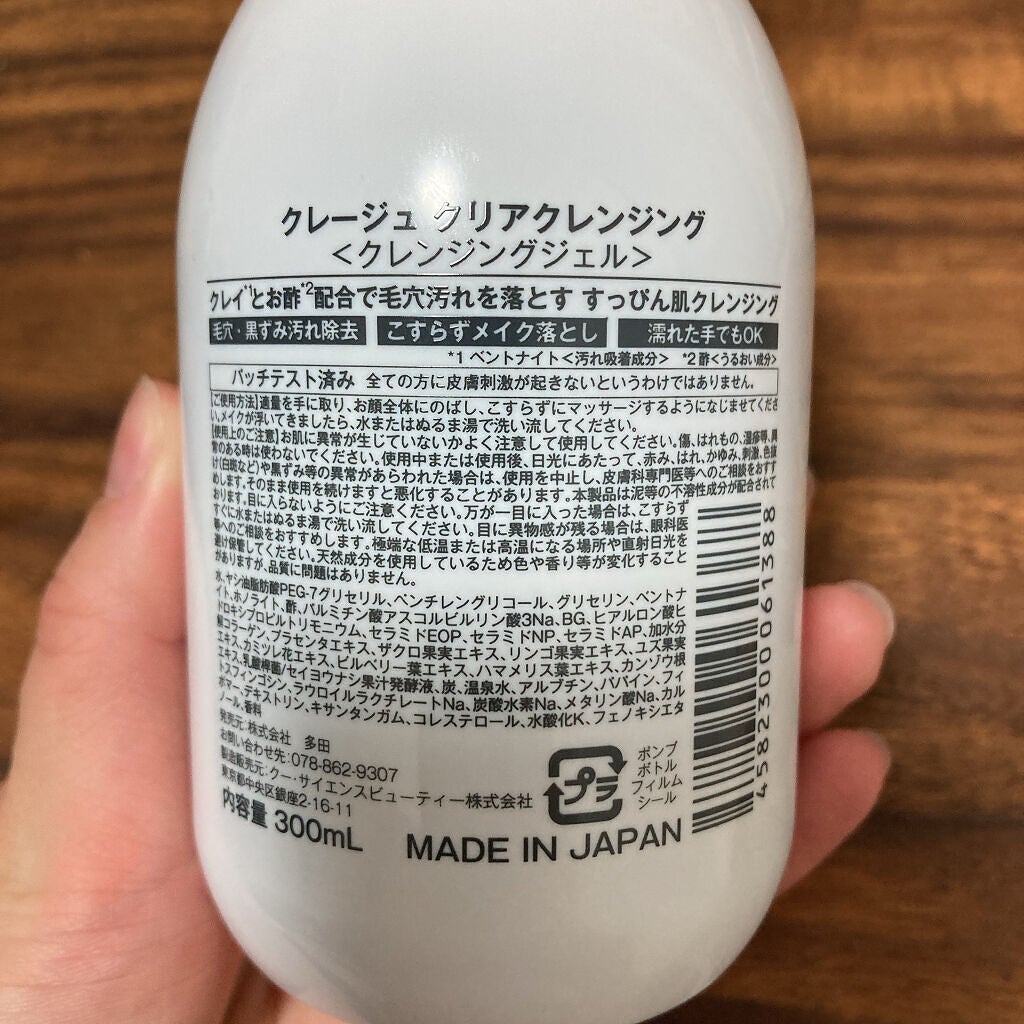 クレージュ クリアクレンジング
<クレンジングジェル>
クレイ*1とお酢*2配合で毛穴汚れを落とす すっぴん肌クレンジング
毛穴・黒ずみ汚れ除去 こすらずメイク落とし 濡れた手でもOK
*1 ベントナイト<汚れ吸着成分> *2 酢<うるおい成分>
パッチテスト済み 全ての方に皮膚刺激が起きないというわけではありません。
【ご使用方法】適量を手に取り、お顔全体にのばし、こすらずにマッサージするようになじませてくださ
い。メイクが浮いてきましたら、水またはぬるま湯で洗い流してください。
【使用上のご注意】お肌に異常が生じていないかよく注意して使用してください。傷、はれもの、湿疹等、異
常のある時は使わないでください。使用中または使用後、日光にあたって、赤み、はれ、かゆみ、刺激、色抜
け(白斑など)や黒ずみ等の異常があらわれた場合は、使用を中止し、皮膚科専門医等へのご相談をおすす
めします。そのまま使用を続けますと悪化することがあります。本製品は泥等の不溶性成分が配合されて
おります。目に入らないようにご注意ください。万が一目に入った場合は、こすらず
すぐに水またはぬるま湯で洗い流してください。目に異物感が残る場合は、眼科医
等へのご相談をおすすめします。極端な低温または高温になる場所や直射日光を
避け保管してください。天然成分を使用しているため色や香り等が変化すること
がありますが、品質に問題はありません。
水、ヤシ油脂肪酸PEG-7グリセリル、ペンチレングリコール、グリセリン、ベントナ
イト、ホノライト、酢、パルミチン酸アスコルビルリン酸3Na、BG、ヒアルロン酸ヒ
ドロキシプロピルトリモニウム、セラミドEOP、セラミドNP、セラミドAP、加水分
解コラーゲン、プラセンタエキス、ザクロ果実エキス、リンゴ果実エキス、ユズ果実
エキス、カミツレ花エキス、ビルベリー葉エキス、ハマメリス葉エキス、カンゾウ根
エキス、乳酸桿菌/セイヨウナシ果汁発酵液、炭、温泉水、アルブチン、パパイン、フィ
トスフィンゴシン、ラウロイルラクチレートNa、炭酸水素Na、メタリン酸Na、カル
ボマー、デキストリン、キサンタンガム、コレステロール、水酸化K、フェノキシエタ
ノール、香料
発売元:株式会社 多田
お問い合わせ先:078-862-9307
製造販売元:クー・サイエンスビューティー株式会社
東京都中央区銀座2-16-11
内容量 300mL
プラ
ポンプ
ボトル
フィルム
シール
MADE IN JAPAN
4582300061388